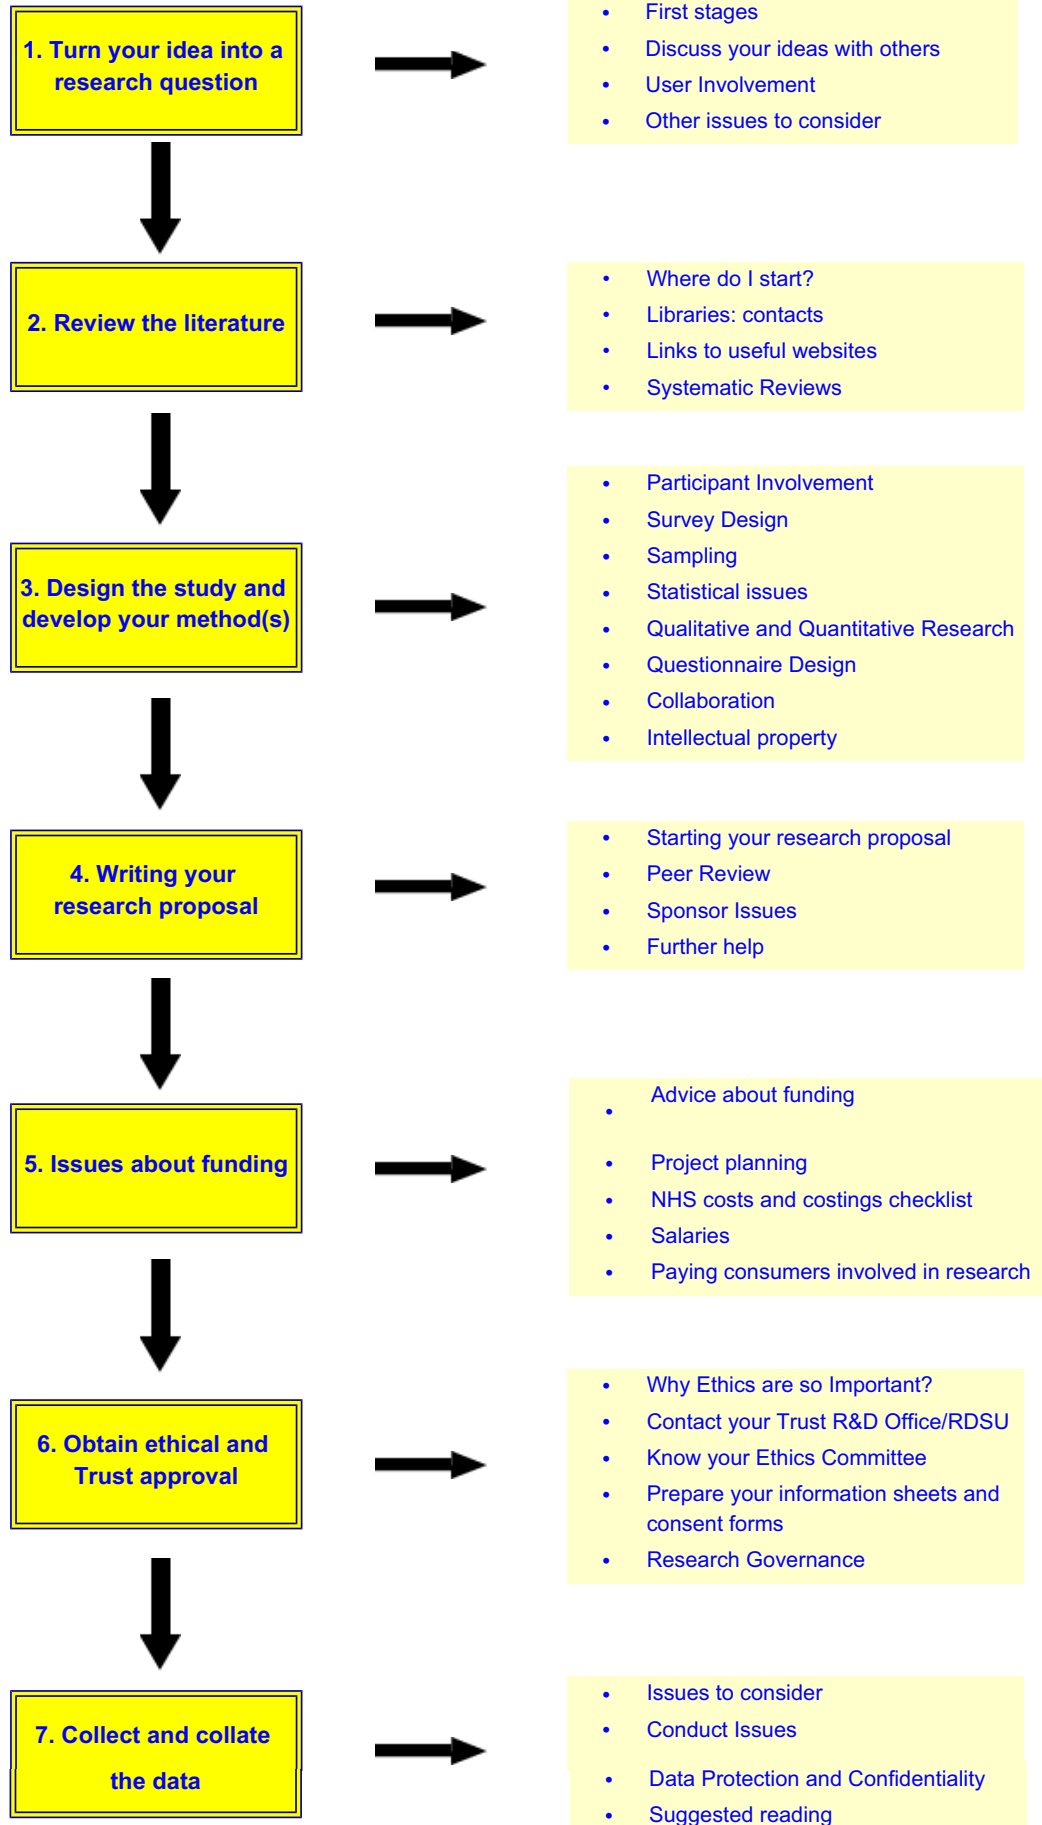 1. Turn your idea into a
research question
• First stages
• Discuss your ideas with others
• User Involvement
• Other issues to consider
2. Review the literature
• Where do I start?
• Libraries: contacts
• Links to useful websites
• Systematic Reviews
3. Design the study and
develop your method(s)
• Participant Involvement
• Survey Design
• Sampling
• Statistical issues
• Qualitative and Quantitative Research
• Questionnaire Design
• Collaboration
• Intellectual property
4. Writing your
research proposal
• Starting your research proposal
• Peer Review
• Sponsor Issues
• Further help
5. Issues about funding
• Advice about funding
• Project planning
• NHS costs and costings checklist
• Salaries
• Paying consumers involved in research
6. Obtain ethical and
Trust approval
• Why Ethics are so Important?
• Contact your Trust R&D Office/RDSU
• Know your Ethics Committee
• Prepare your information sheets and
consent forms
• Research Governance
7. Collect and collate
the data
• Issues to consider
• Conduct Issues
• Data Protection and Confidentiality
• Suggested reading